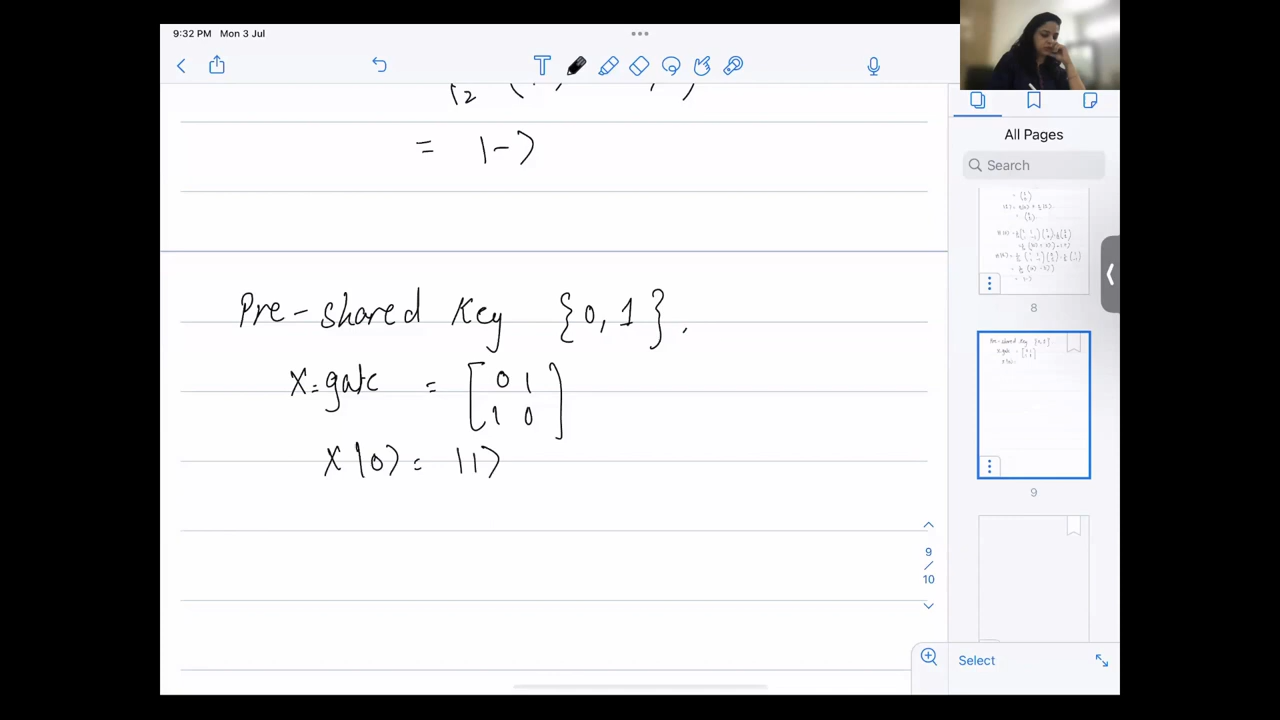 9:32 PM Mon 3 Jul
= |−⟩
Pre-shared Key {0,1}.
X-gate = [0 1
1 0]
X|0⟩ = |1⟩
All Pages
Search
8
9
9
/
10
Select